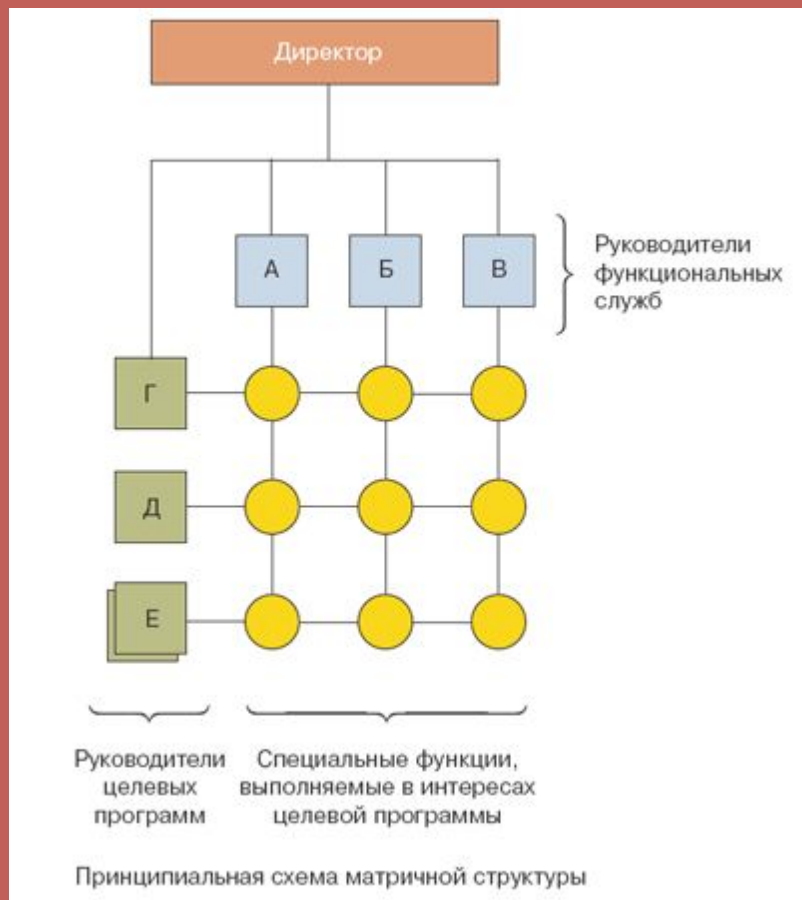 Директор
А
Б
В
Руководители
функциональных
служб
Г
Д
Е
Руководители
целевых
программ
Специальные функции,
выполняемые в интересах
целевой программы
Принципиальная схема матричной структуры